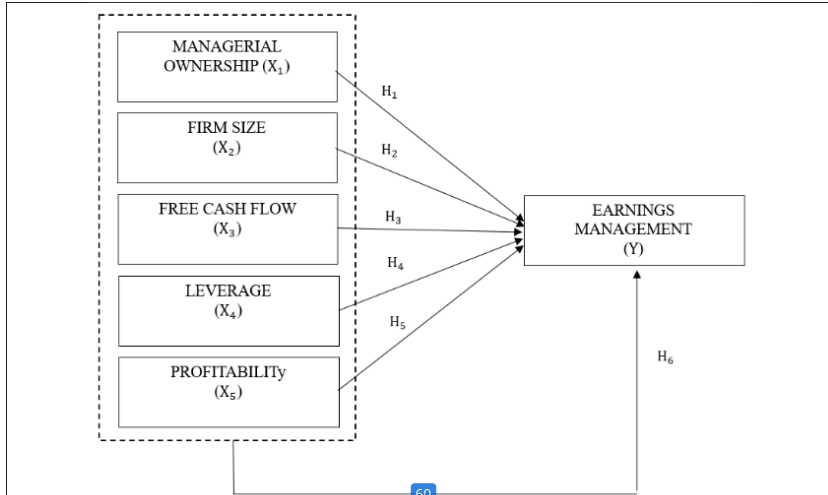 MANAGERIAL
OWNERSHIP (X₁)
H₁
FIRM SIZE
(X₂)
H₂
FREE CASH FLOW
(X₃)
H₃
EARNINGS
MANAGEMENT
(Y)
LEVERAGE
(X₄)
H₄
PROFITABILITy
(X₅)
H₅
H₆
60